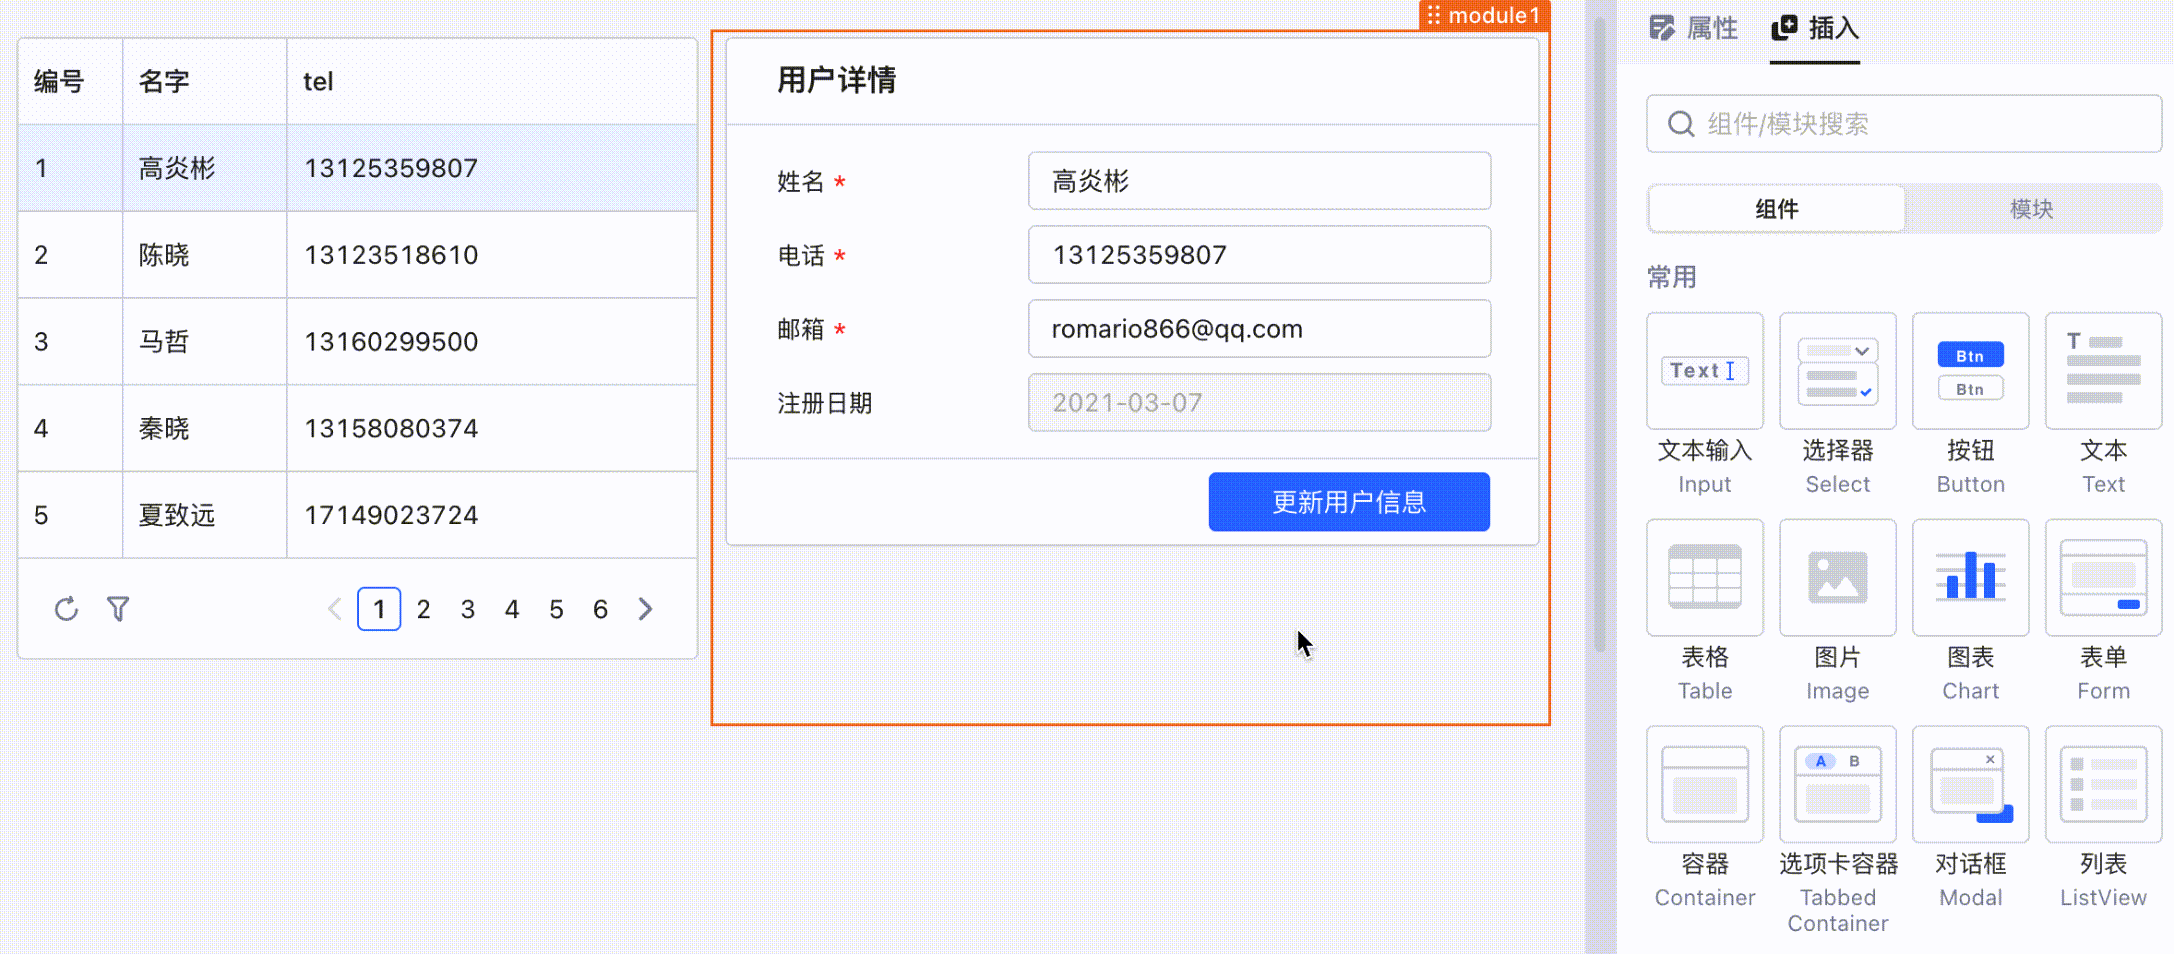 module1
编号 名字 tel
1 高炎彬 13125359807
2 陈晓 13123518610
3 马哲 13160299500
4 秦晓 13158080374
5 夏致远 17149023724
1 2 3 4 5 6
用户详情
姓名 * 高炎彬
电话 * 13125359807
邮箱 * romario866@qq.com
注册日期 2021-03-07
更新用户信息
属性 插入
组件/模块搜索
组件 模块
常用
Text Btn T
Btn
文本输入 选择器 按钮 文本
Input Select Button Text
表格 图片 图表 表单
Table Image Chart Form
A B
容器 选项卡容器 对话框 列表
Container Tabbed Modal ListView
Container